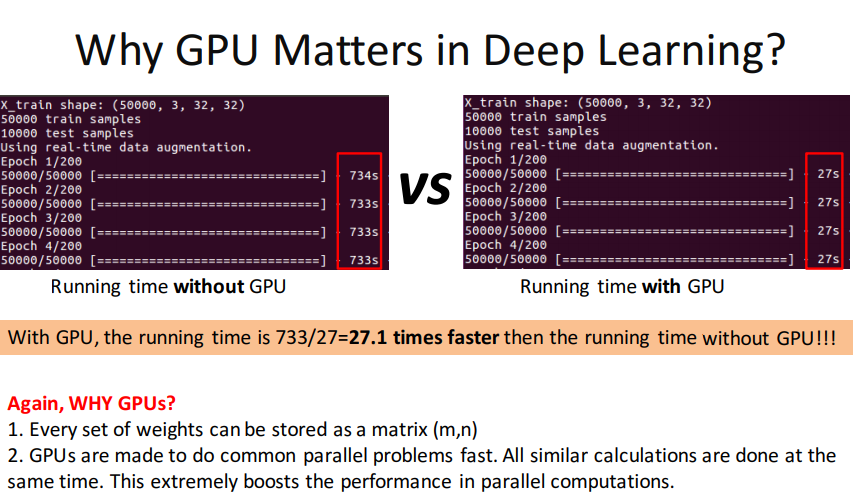 Why GPU Matters in Deep Learning?
X_train shape: (50000, 3, 32, 32)
50000 train samples
10000 test samples
Using real-time data augmentation.
Epoch 1/200
50000/50000 [==============================] - 734s
Epoch 2/200
50000/50000 [==============================] - 733s
Epoch 3/200
50000/50000 [==============================] - 733s
Epoch 4/200
50000/50000 [==============================] - 733s
Running time without GPU
VS
X_train shape: (50000, 3, 32, 32)
50000 train samples
10000 test samples
Using real-time data augmentation.
Epoch 1/200
50000/50000 [==============================] - 27s
Epoch 2/200
50000/50000 [==============================] - 27s
Epoch 3/200
50000/50000 [==============================] - 27s
Epoch 4/200
50000/50000 [==============================] - 27s
Running time with GPU
With GPU, the running time is 733/27=27.1 times faster then the running time without GPU!!!
Again, WHY GPUs?
1. Every set of weights can be stored as a matrix (m,n)
2. GPUs are made to do common parallel problems fast. All similar calculations are done at the
same time. This extremely boosts the performance in parallel computations.